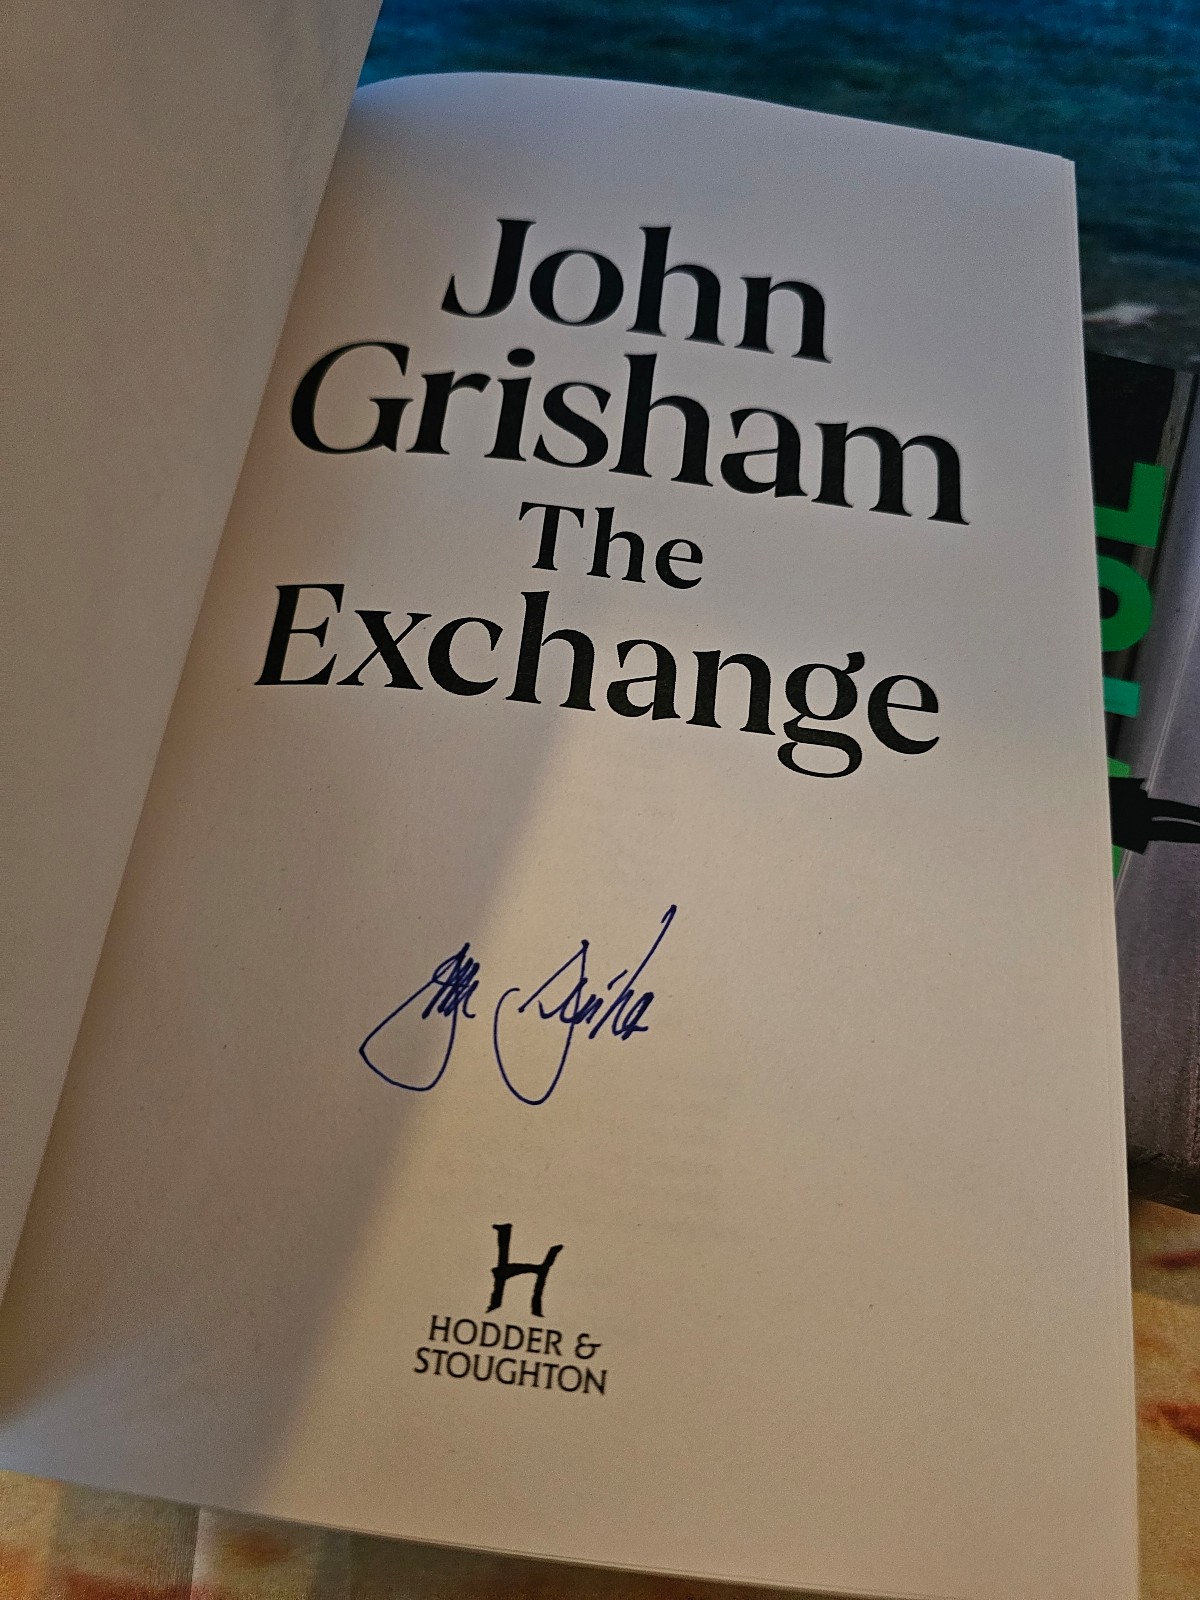 John
Grisham
The
Exchange
H
HODDER &
STOUGHTON